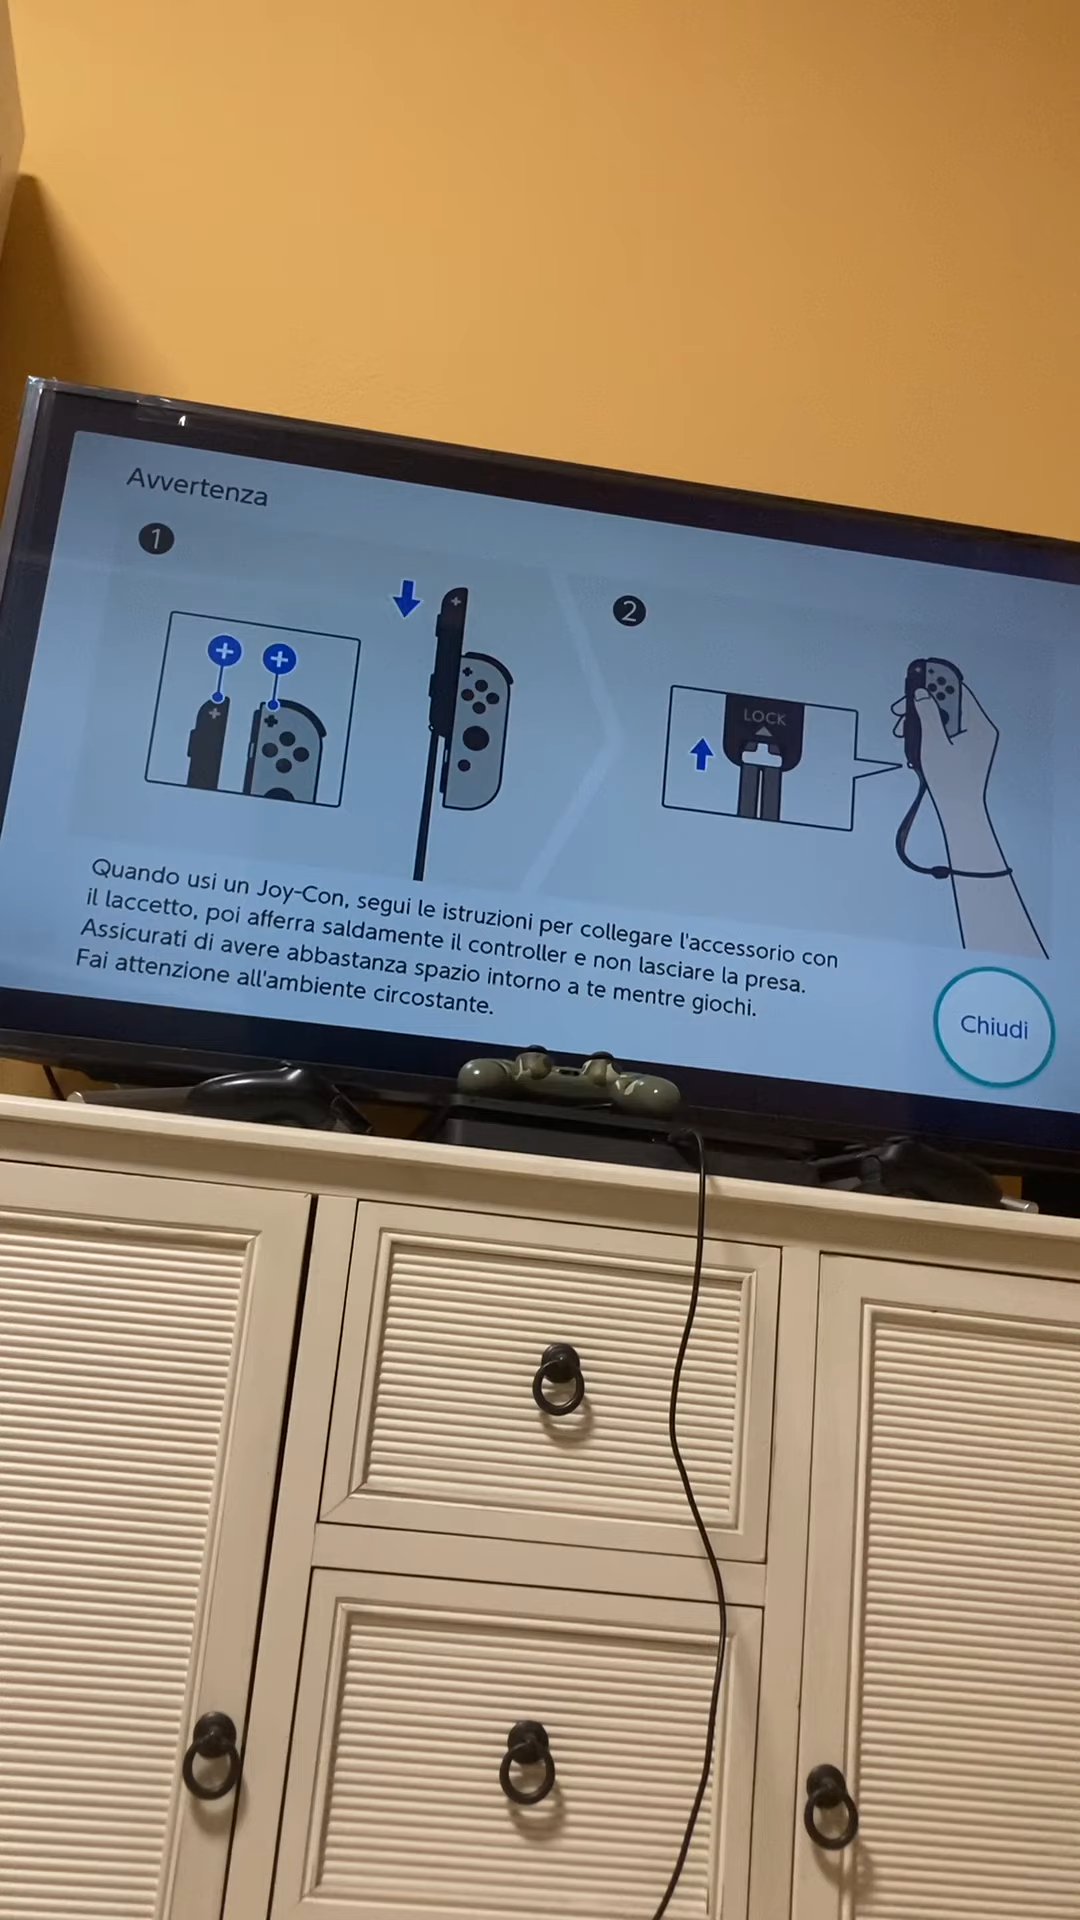 Avvertenza
1
2
LOCK
Quando usi un Joy-Con, segui le istruzioni per collegare l'accessorio con
il laccetto, poi afferra saldamente il controller e non lasciare la presa.
Assicurati di avere abbastanza spazio intorno a te mentre giochi.
Fai attenzione all'ambiente circostante.
Chiudi